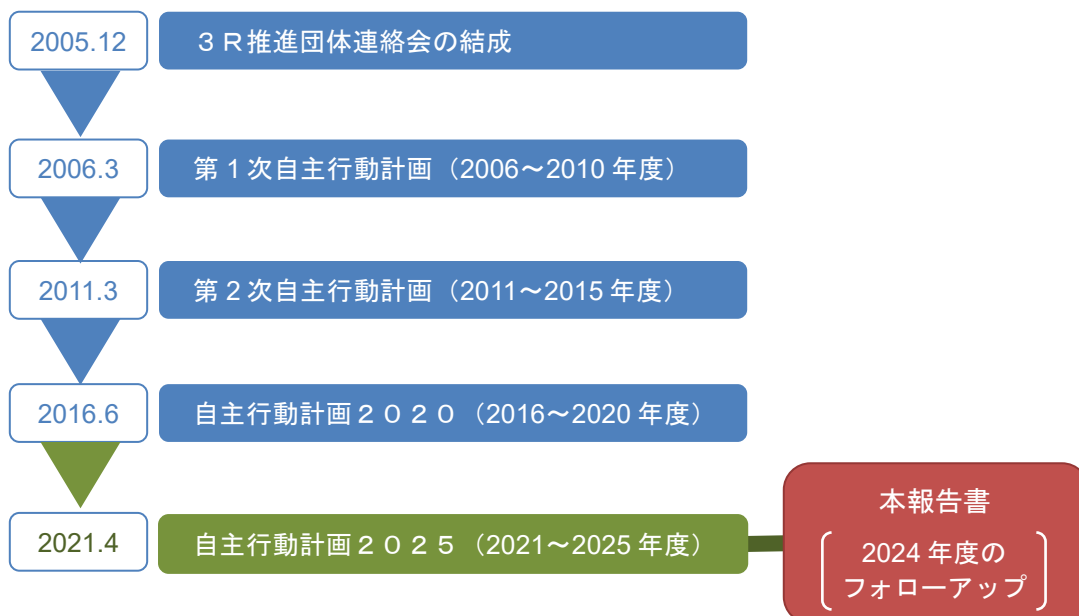 2005.12
３Ｒ推進団体連絡会の結成
2006.3
第１次自主行動計画（2006～2010 年度）
2011.3
第２次自主行動計画（2011～2015 年度）
2016.6
自主行動計画２０２０（2016～2020 年度）
2021.4
自主行動計画２０２５（2021～2025 年度）
本報告書
2024 年度の
フォローアップ